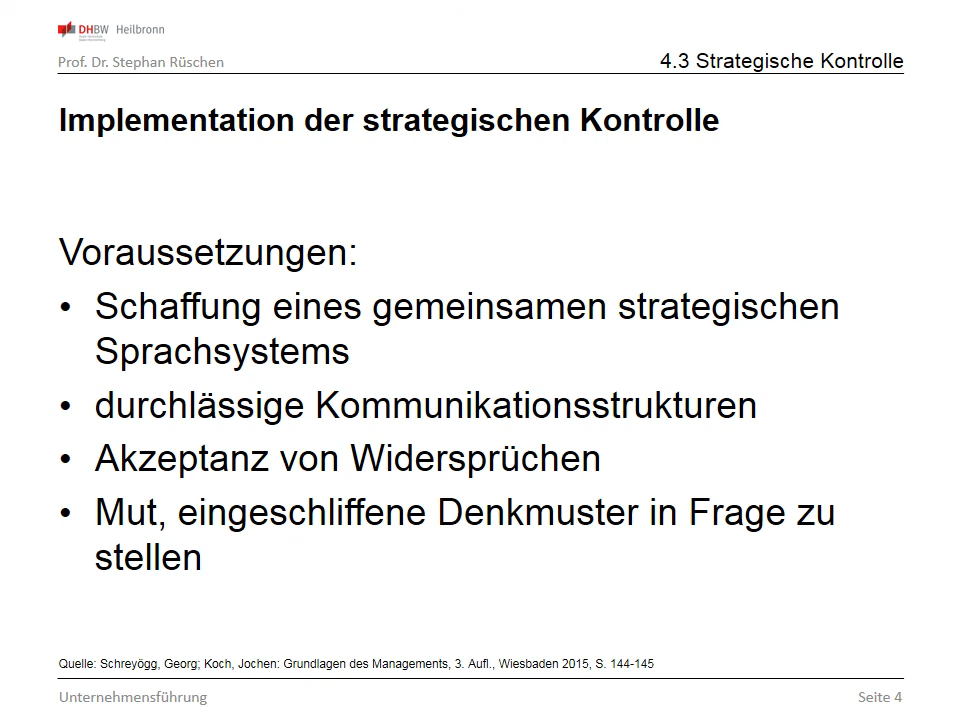 DHBW Heilbronn
Prof. Dr. Stephan Rüschen
4.3 Strategische Kontrolle
Implementation der strategischen Kontrolle
Voraussetzungen:
• Schaffung eines gemeinsamen strategischen
Sprachsystems
• durchlässige Kommunikationsstrukturen
• Akzeptanz von Widersprüchen
• Mut, eingeschliffene Denkmuster in Frage zu
stellen
Quelle: Schreyögg, Georg; Koch, Jochen: Grundlagen des Managements, 3. Aufl., Wiesbaden 2015, S. 144-145
Unternehmensführung
Seite 4